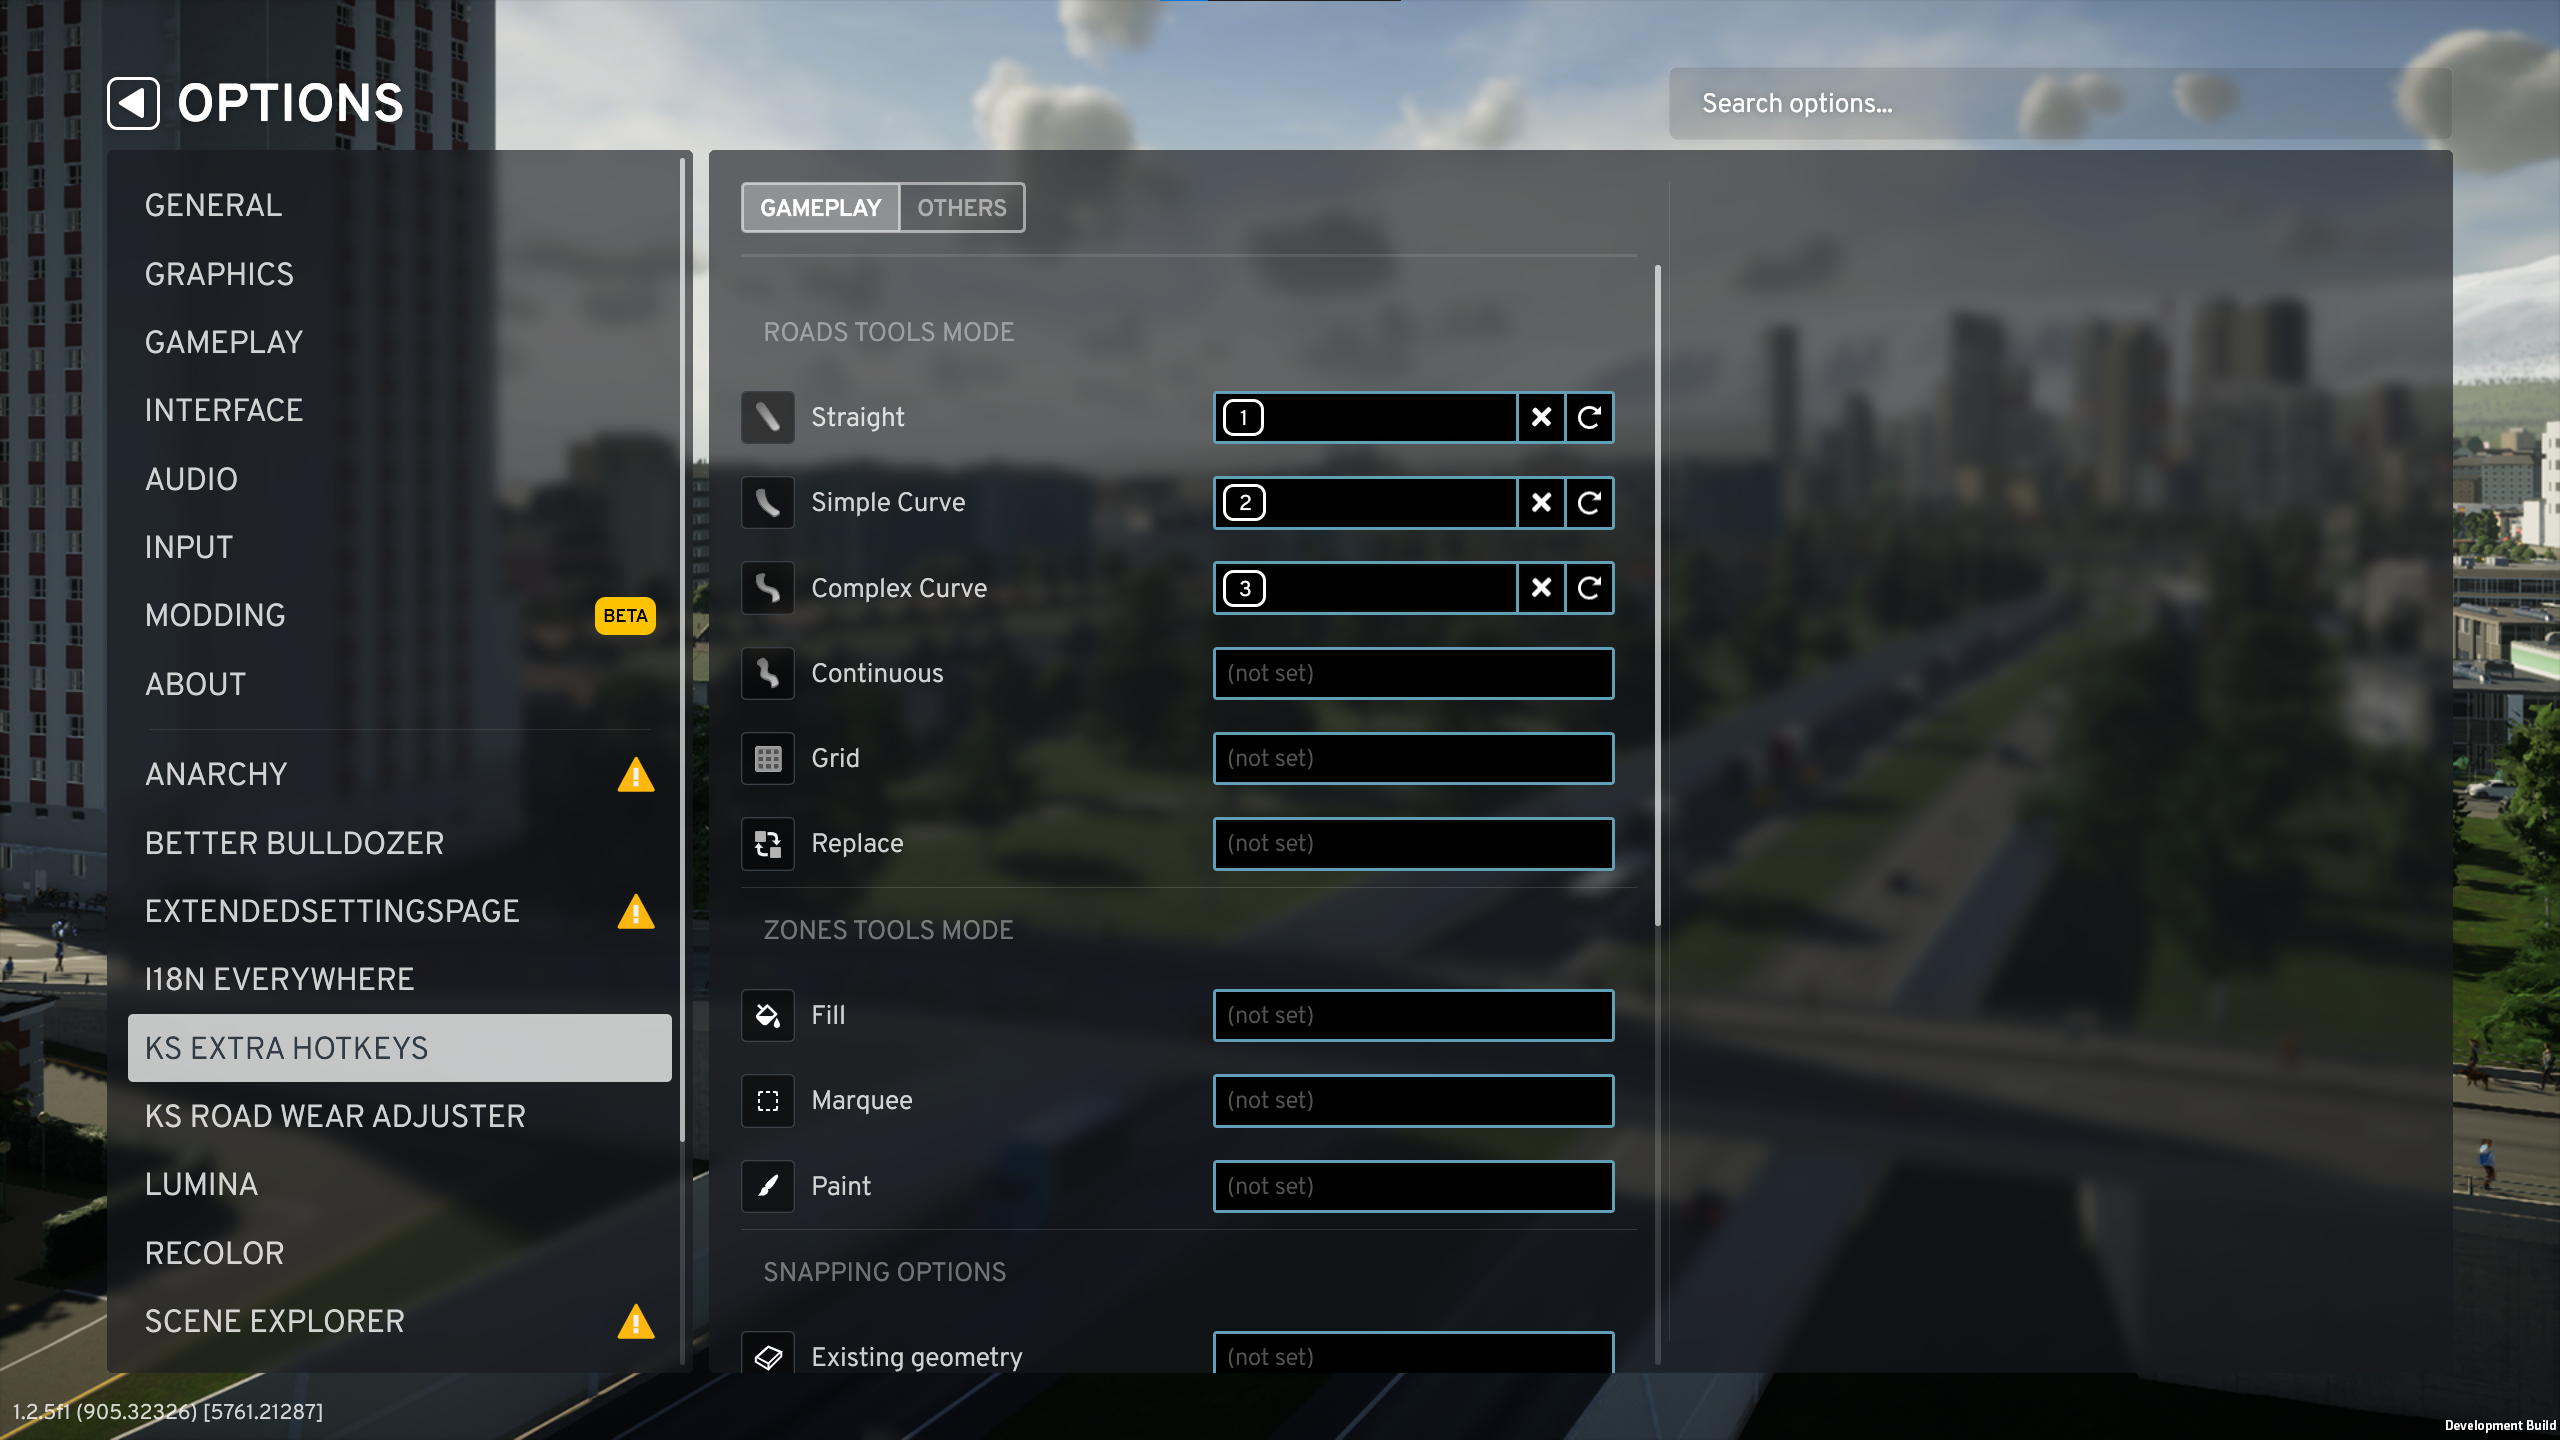 OPTIONS
Search options...
GENERAL
GRAPHICS
GAMEPLAY
INTERFACE
AUDIO
INPUT
MODDING
BETA
ABOUT
ANARCHY
BETTER BULLDOZER
EXTENDEDSETTINGSPAGE
I18N EVERYWHERE
KS EXTRA HOTKEYS
KS ROAD WEAR ADJUSTER
LUMINA
RECOLOR
SCENE EXPLORER
GAMEPLAY
OTHERS
ROADS TOOLS MODE
Straight
1
Simple Curve
2
Complex Curve
3
Continuous
(not set)
Grid
(not set)
Replace
(not set)
ZONES TOOLS MODE
Fill
(not set)
Marquee
(not set)
Paint
(not set)
SNAPPING OPTIONS
Existing geometry
(not set)
1.2.5f1 (905.32326) [5761.21287]
Development Build